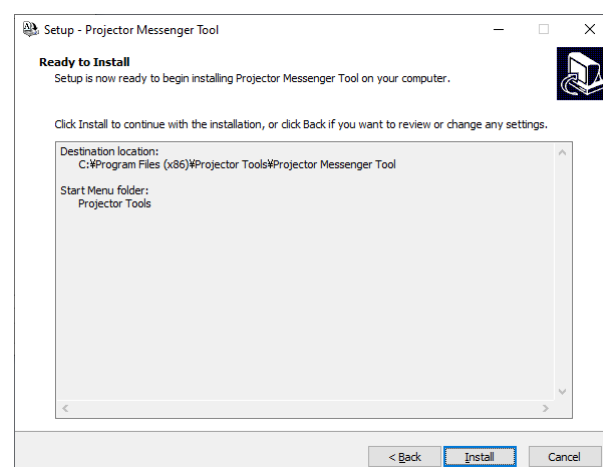 Setup - Projector Messenger Tool
Ready to Install
Setup is now ready to begin installing Projector Messenger Tool on your computer.
Click Install to continue with the installation, or click Back if you want to review or change any settings.
Destination location:
C:¥Program Files (x86)¥Projector Tools¥Projector Messenger Tool
Start Menu folder:
Projector Tools
< Back Install Cancel